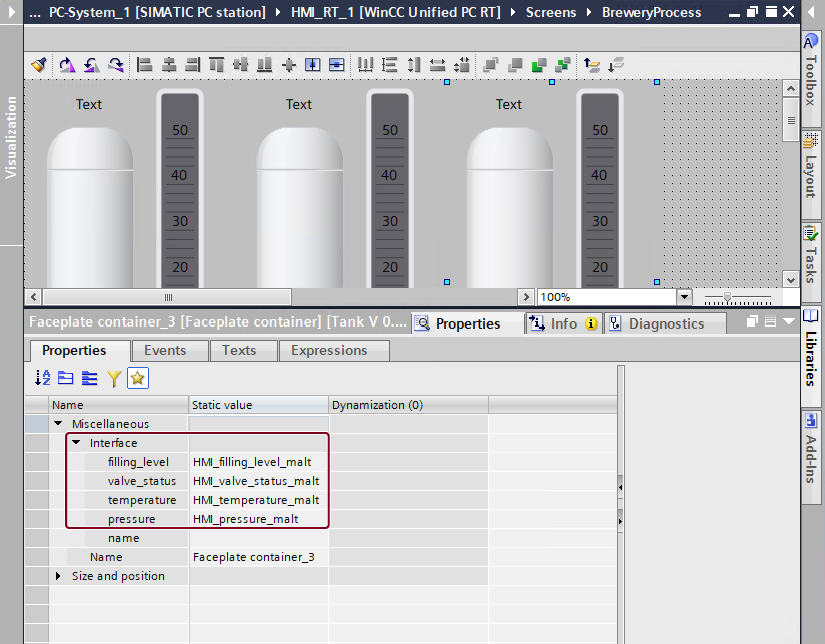 ... PC-System_1 [SIMATIC PC station] HMI_RT_1 [WinCC Unified PC RT] Screens BreweryProcess
Visualization
Text Text Text
50 50 50
40 40 40
30 30 30
20 20 20
100%
Toolbox
Layout
Tasks
Libraries
Add-Ins
Faceplate container_3 [Faceplate container] [Tank V 0.... Properties Info Diagnostics
Properties Events Texts Expressions
Name Static value Dynamization (0)
Miscellaneous
Interface
filling_level HMI_filling_level_malt
valve_status HMI_valve_status_malt
temperature HMI_temperature_malt
pressure HMI_pressure_malt
name
Name Faceplate container_3
Size and position